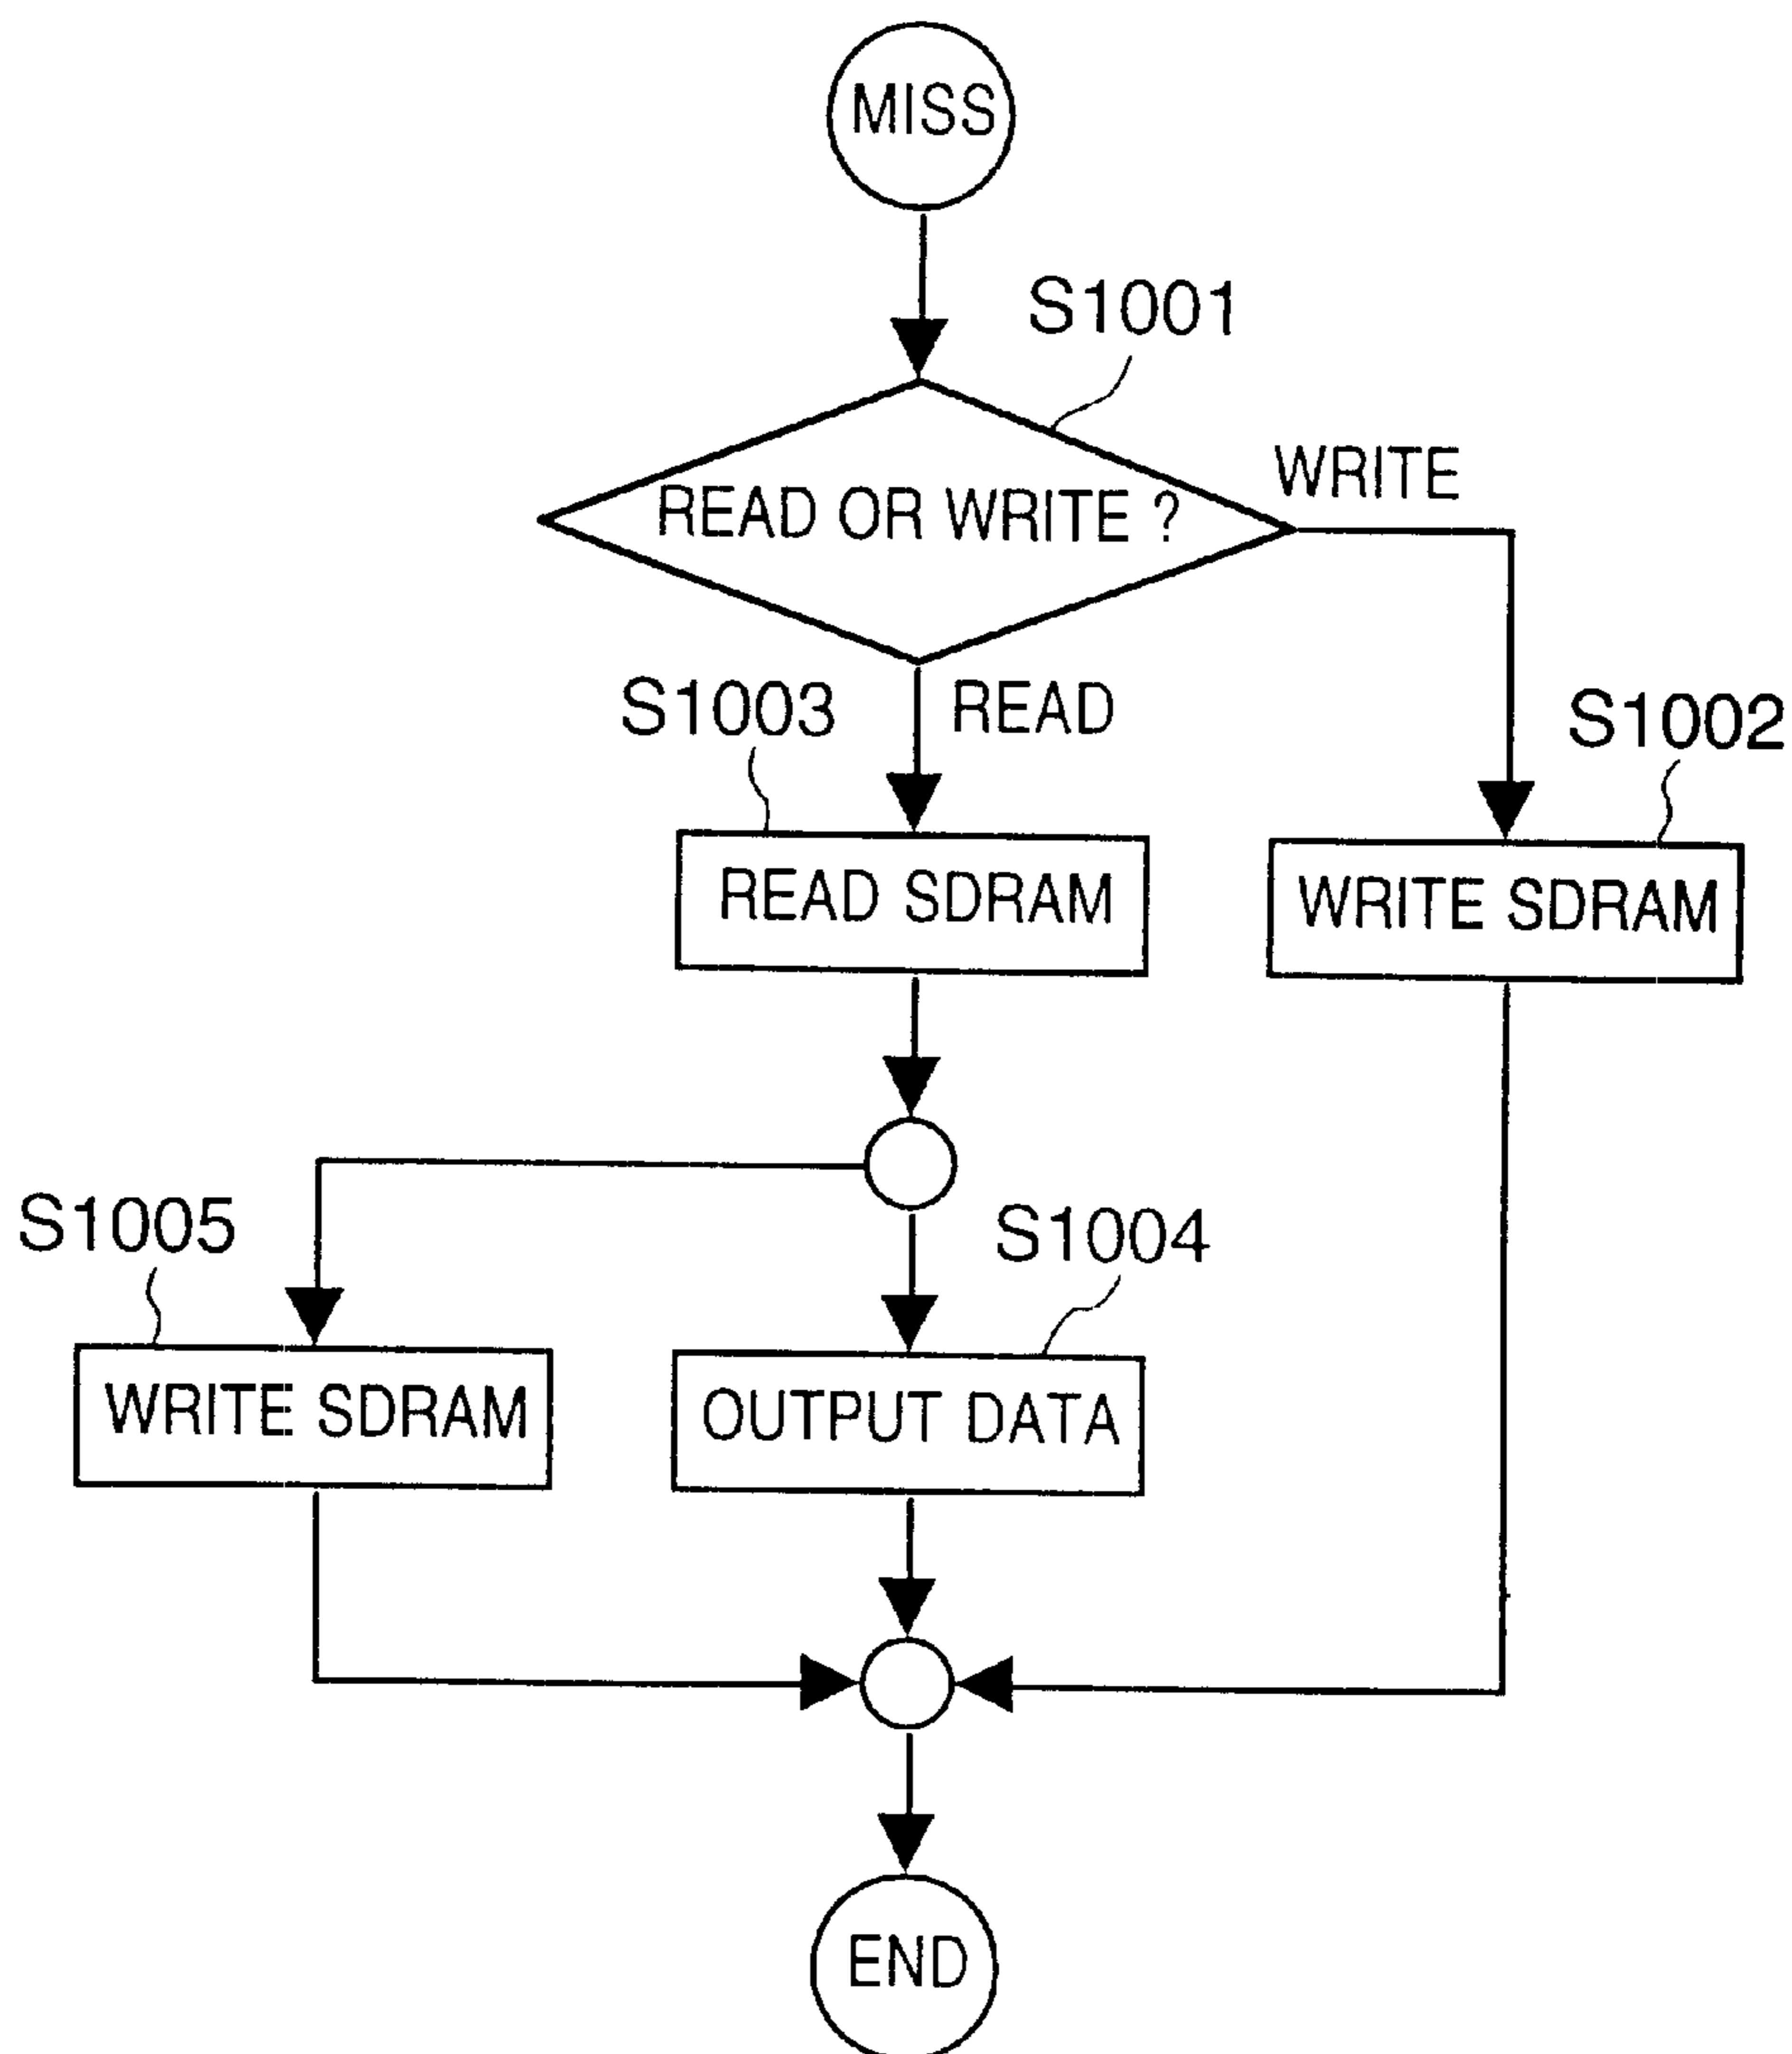 MISS
S1001
READ OR WRITE ?
WRITE
S1003
READ
S1002
READ SDRAM
WRITE SDRAM
S1005
S1004
WRITE SDRAM
OUTPUT DATA
END